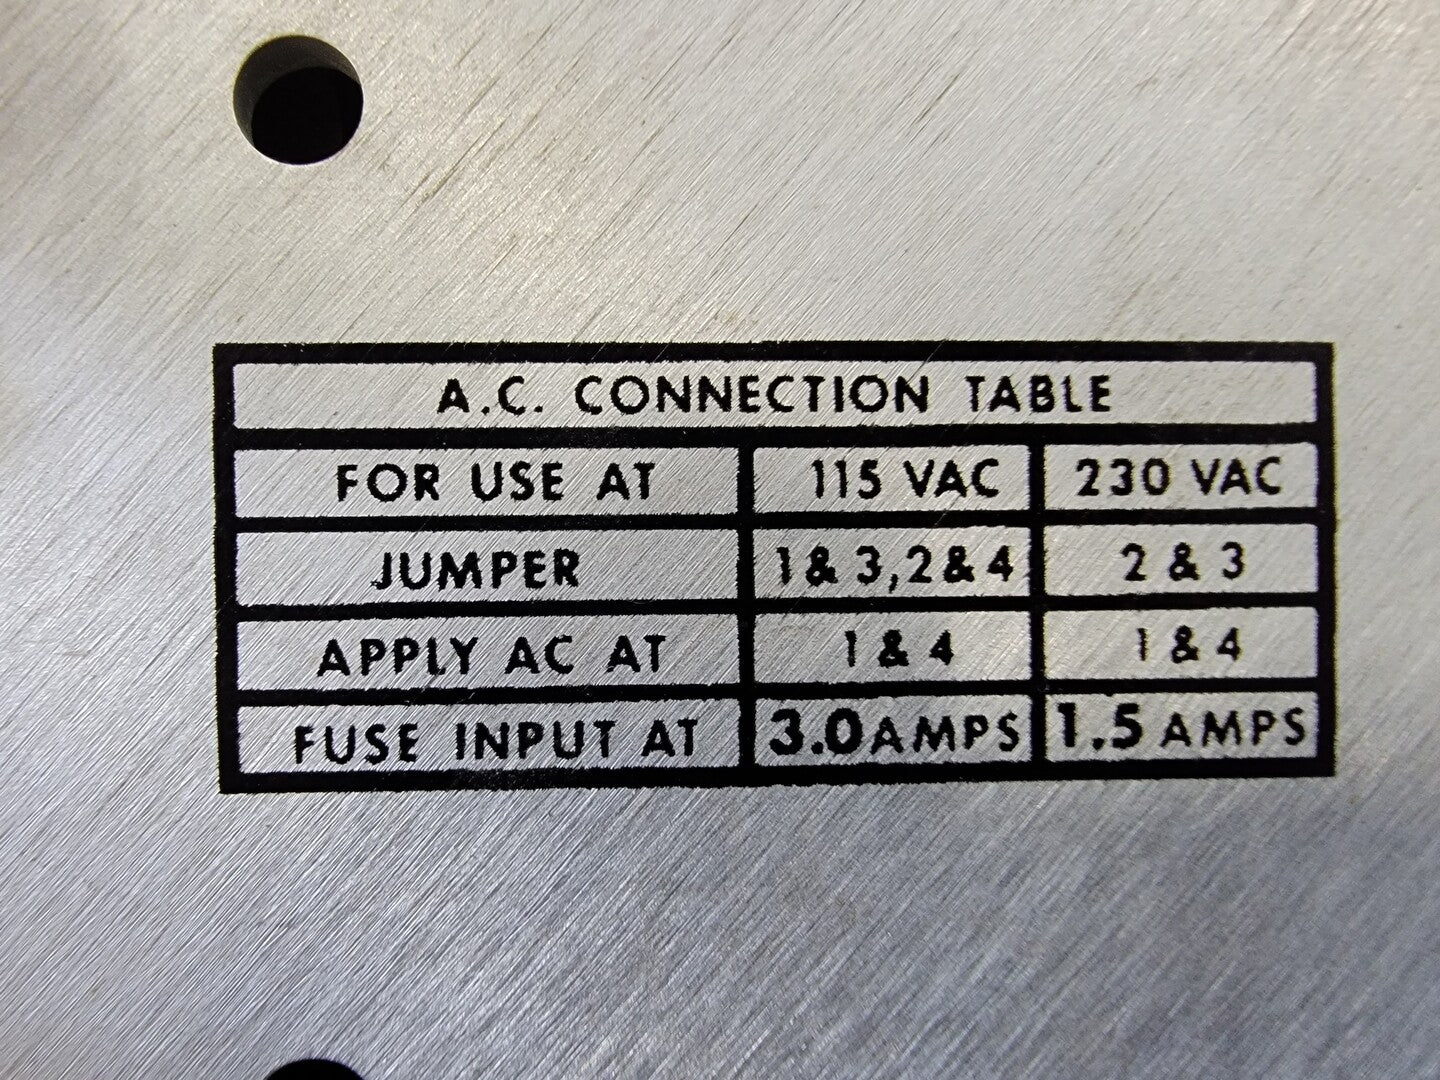 A.C. CONNECTION TABLE
FOR USE AT 115 VAC 230 VAC
JUMPER 1 & 3, 2 & 4 2 & 3
APPLY AC AT 1 & 4 1 & 4
FUSE INPUT AT 3.0 AMPS 1.5 AMPS